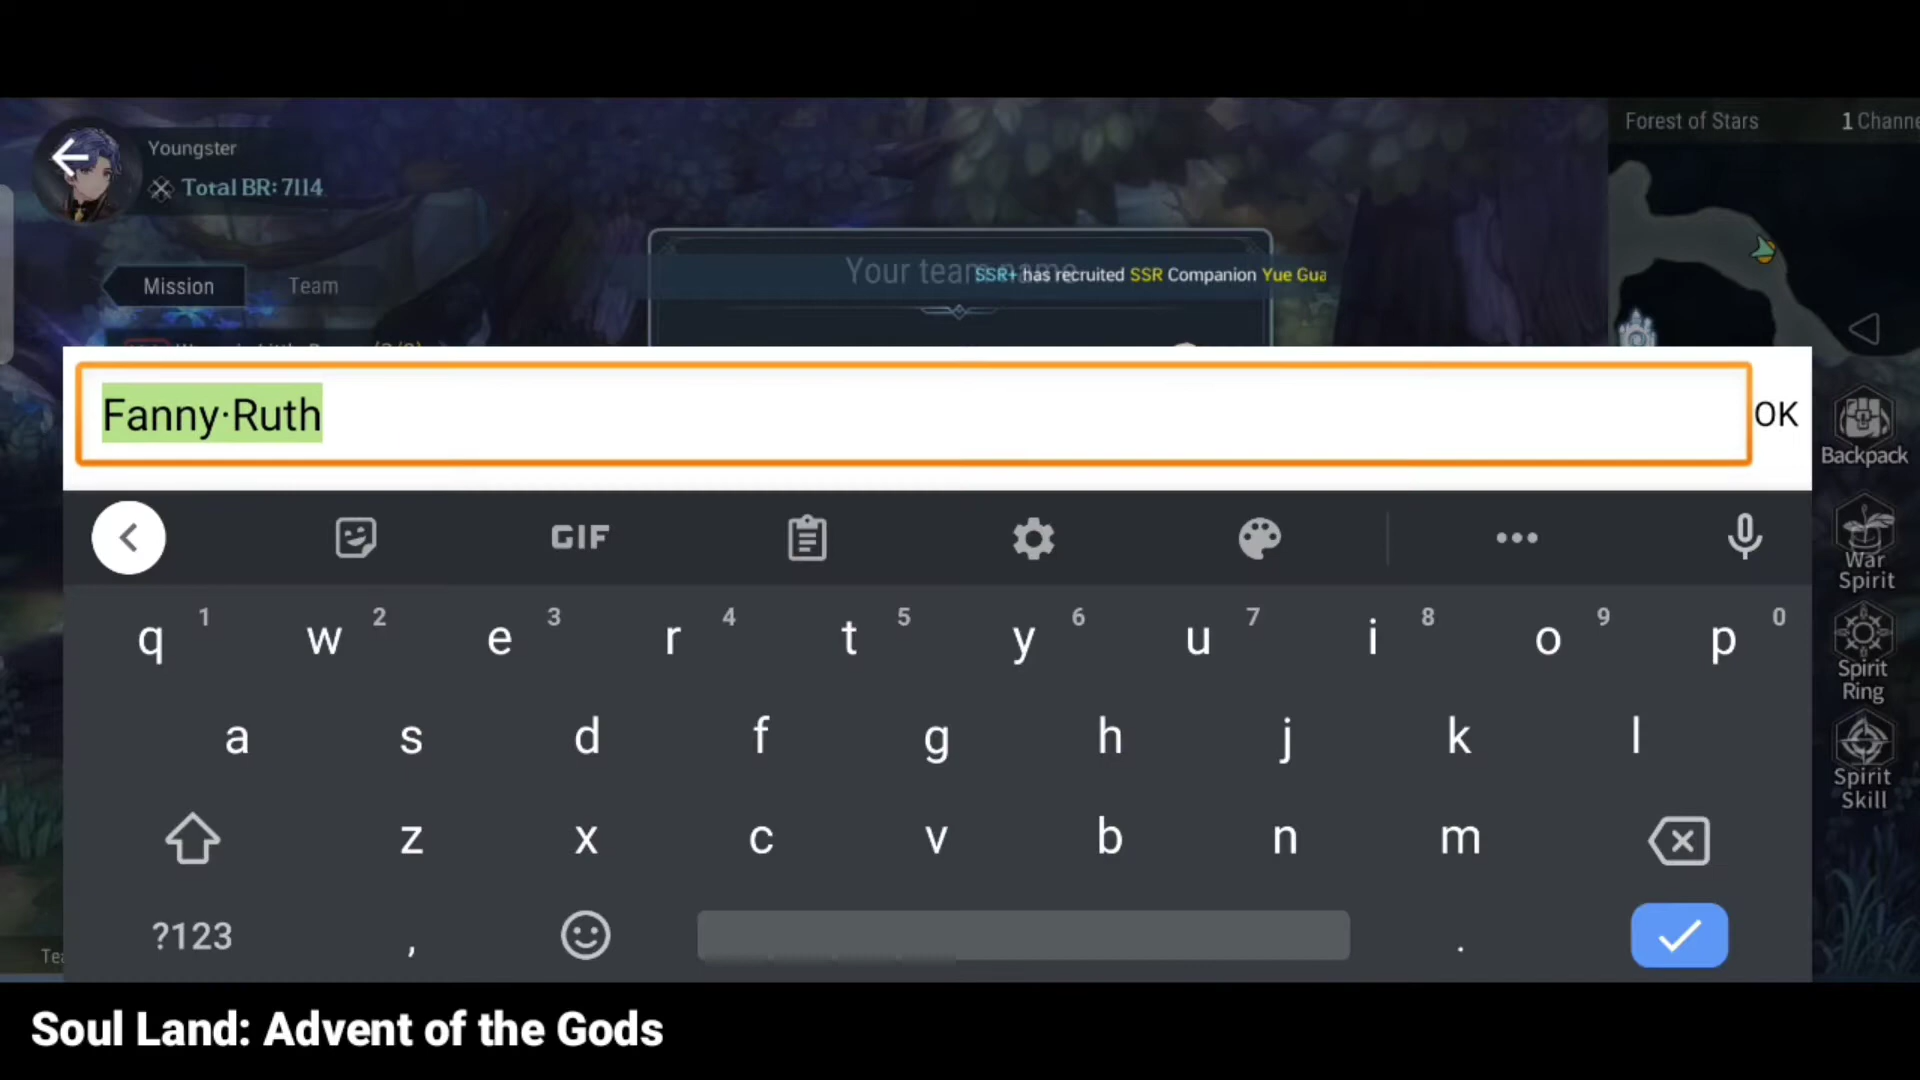 Forest of Stars
1 Channe
Youngster
Total BR: 7114
Mission
Team
Your team name
SSR+ has recruited SSR Companion Yue Gua
Fanny·Ruth
OK
Backpack
War
Spirit
Spirit
Ring
Spirit
Skill
GIF
q 1 w 2 e 3 r 4 t 5 y 6 u 7 i 8 o 9 p 0
a s d f g h j k l
z x c v b n m
?123 , .
Tea
Soul Land: Advent of the Gods